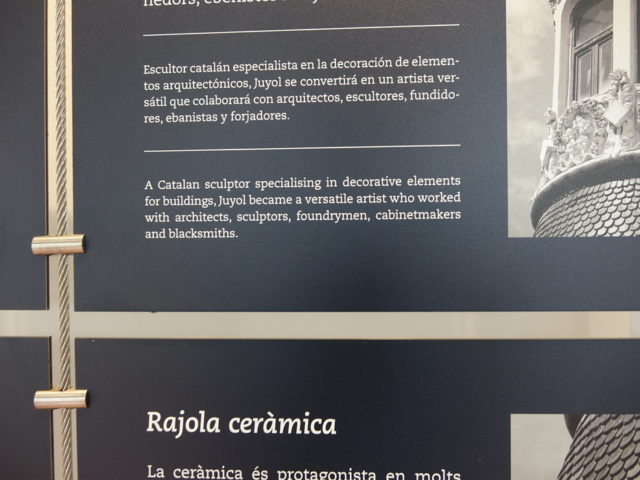 Escultor catalán especialista en la decoración de elemen-
tos arquitectónicos, Juyol se convertirá en un artista ver-
sátil que colaborará con arquitectos, escultores, fundido-
res, ebanistas y forjadores.
A Catalan sculptor specialising in decorative elements
for buildings, Juyol became a versatile artist who worked
with architects, sculptors, foundrymen, cabinetmakers
and blacksmiths.
Rajola ceràmica
La ceràmica és protagonista en molts